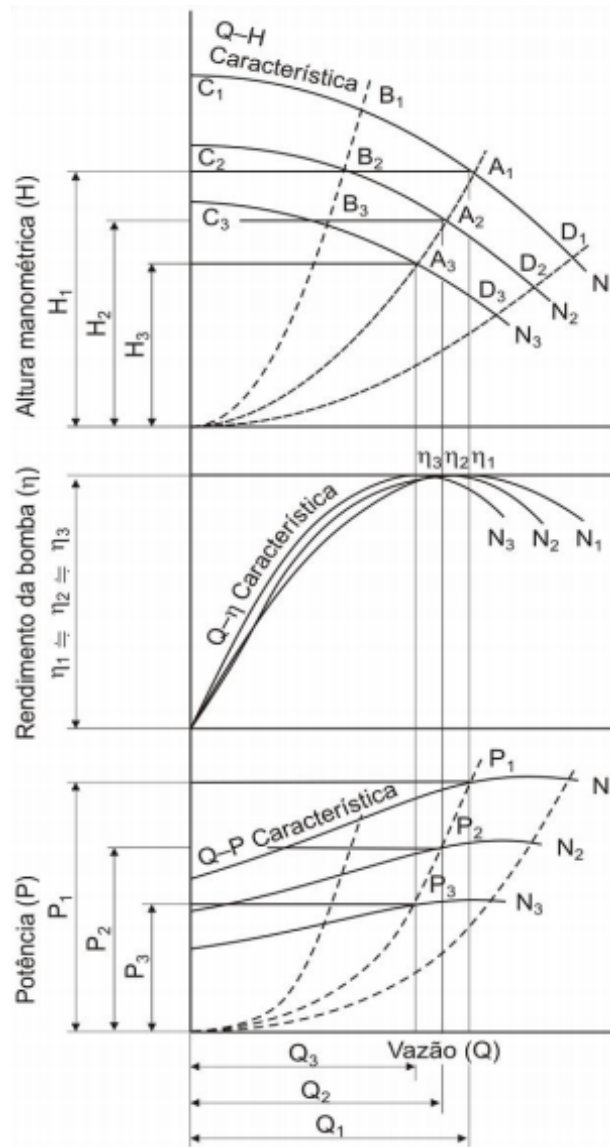 Q–H
Característica
C₁
B₁
C₂
B₂
A₁
C₃
B₃
A₂
D₁
A₃
D₂
N
D₃
N₂
N₃
Altura manométrica (H)
H₁
H₂
H₃
η₃ η₂ η₁
Q–η Característica
N₃ N₂ N₁
Rendimento da bomba (η)
η₁ ≒ η₂ ≒ η₃
P₁
N
Q–P Característica
P₂
N₂
P₃
N₃
Potência (P)
P₁
P₂
P₃
Q₃
Vazão (Q)
Q₂
Q₁